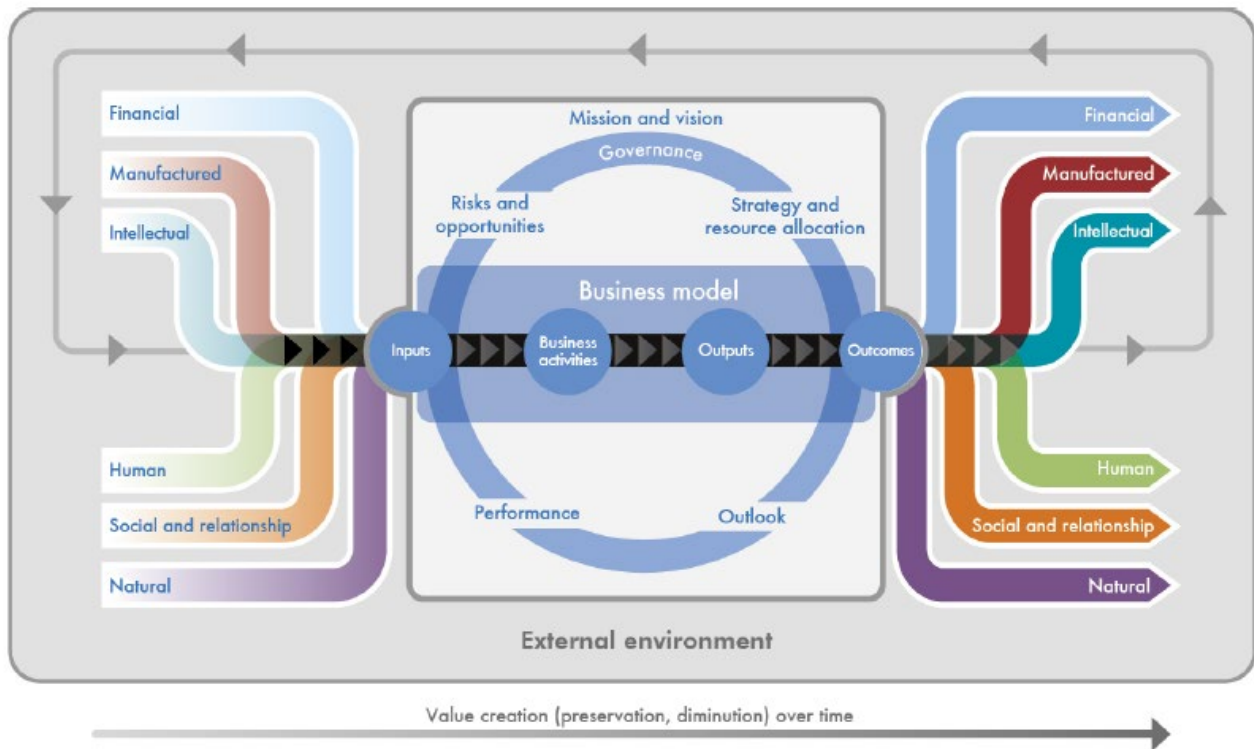 Financial
Manufactured
Intellectual
Human
Social and relationship
Natural
Mission and vision
Governance
Risks and
opportunities
Strategy and
resource allocation
Business model
Inputs
Business
activities
Outputs
Outcomes
Performance
Outlook
Financial
Manufactured
Intellectual
Human
Social and relationship
Natural
External environment
Value creation (preservation, diminution) over time